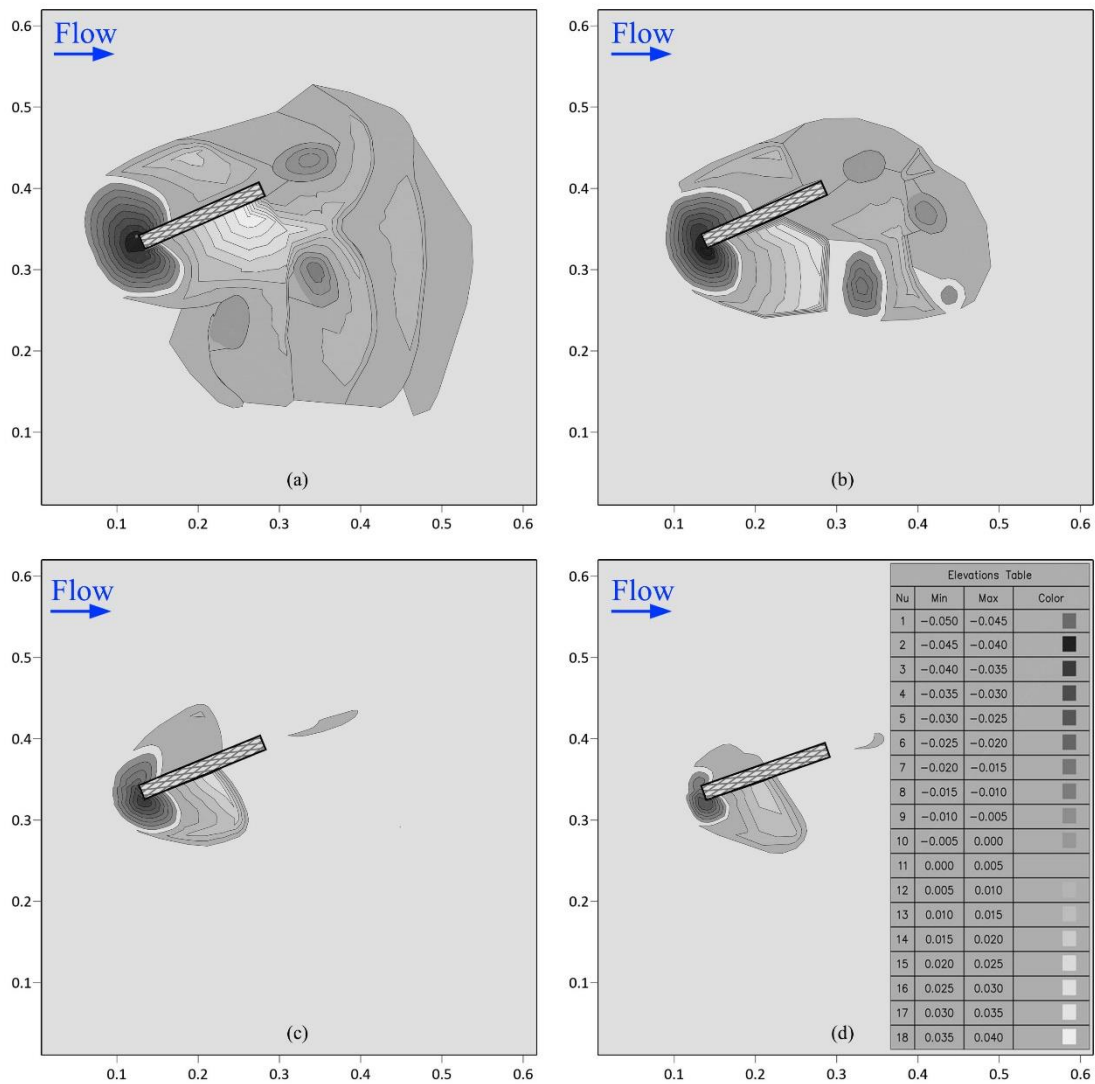 Flow
0.6
0.5
0.4
0.3
0.2
0.1
(a)
0.1 0.2 0.3 0.4 0.5 0.6
Flow
0.6
0.5
0.4
0.3
0.2
0.1
(b)
0.1 0.2 0.3 0.4 0.5 0.6
Flow
0.6
0.5
0.4
0.3
0.2
0.1
(c)
0.1 0.2 0.3 0.4 0.5 0.6
Flow
0.6
0.5
0.4
0.3
0.2
0.1
(d)
0.1 0.2 0.3 0.4 0.5 0.6
Elevations Table
Nu Min Max Color
1 −0.050 −0.045
2 −0.045 −0.040
3 −0.040 −0.035
4 −0.035 −0.030
5 −0.030 −0.025
6 −0.025 −0.020
7 −0.020 −0.015
8 −0.015 −0.010
9 −0.010 −0.005
10 −0.005 0.000
11 0.000 0.005
12 0.005 0.010
13 0.010 0.015
14 0.015 0.020
15 0.020 0.025
16 0.025 0.030
17 0.030 0.035
18 0.035 0.040